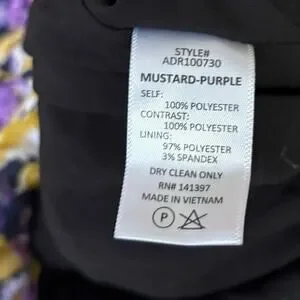 STYLE#
ADR100730
MUSTARD-PURPLE
SELF:
100% POLYESTER
CONTRAST:
100% POLYESTER
LINING:
97% POLYESTER
3% SPANDEX
DRY CLEAN ONLY
RN# 141397
MADE IN VIETNAM
P